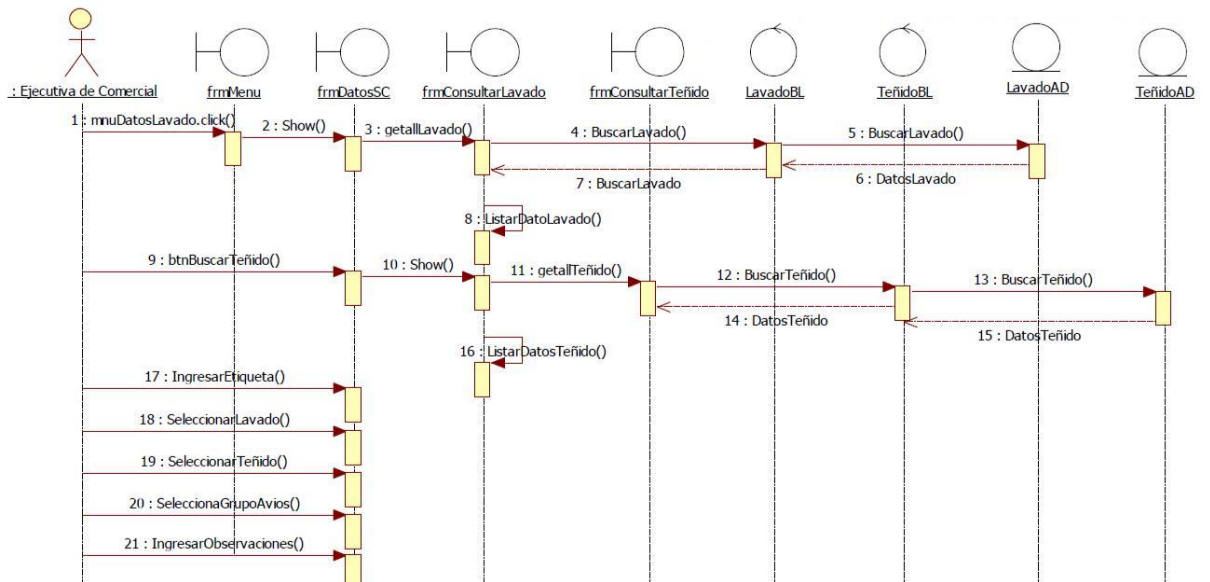 : Ejecutiva de Comercial
frmMenu
frmDatosSC
frmConsultarLavado
frmConsultarTeñido
LavadoBL
TeñidoBL
LavadoAD
TeñidoAD
1 : mnuDatosLavado.click()
2 : Show()
3 : getallLavado()
4 : BuscarLavado()
5 : BuscarLavado()
6 : DatosLavado
7 : BuscarLavado
8 : ListarDatoLavado()
9 : btnBuscarTeñido()
10 : Show()
11 : getallTeñido()
12 : BuscarTeñido()
13 : BuscarTeñido()
14 : DatosTeñido
15 : DatosTeñido
16 : ListarDatosTeñido()
17 : IngresarEtiqueta()
18 : SeleccionarLavado()
19 : SeleccionarTeñido()
20 : SeleccionaGrupoAvios()
21 : IngresarObservaciones()